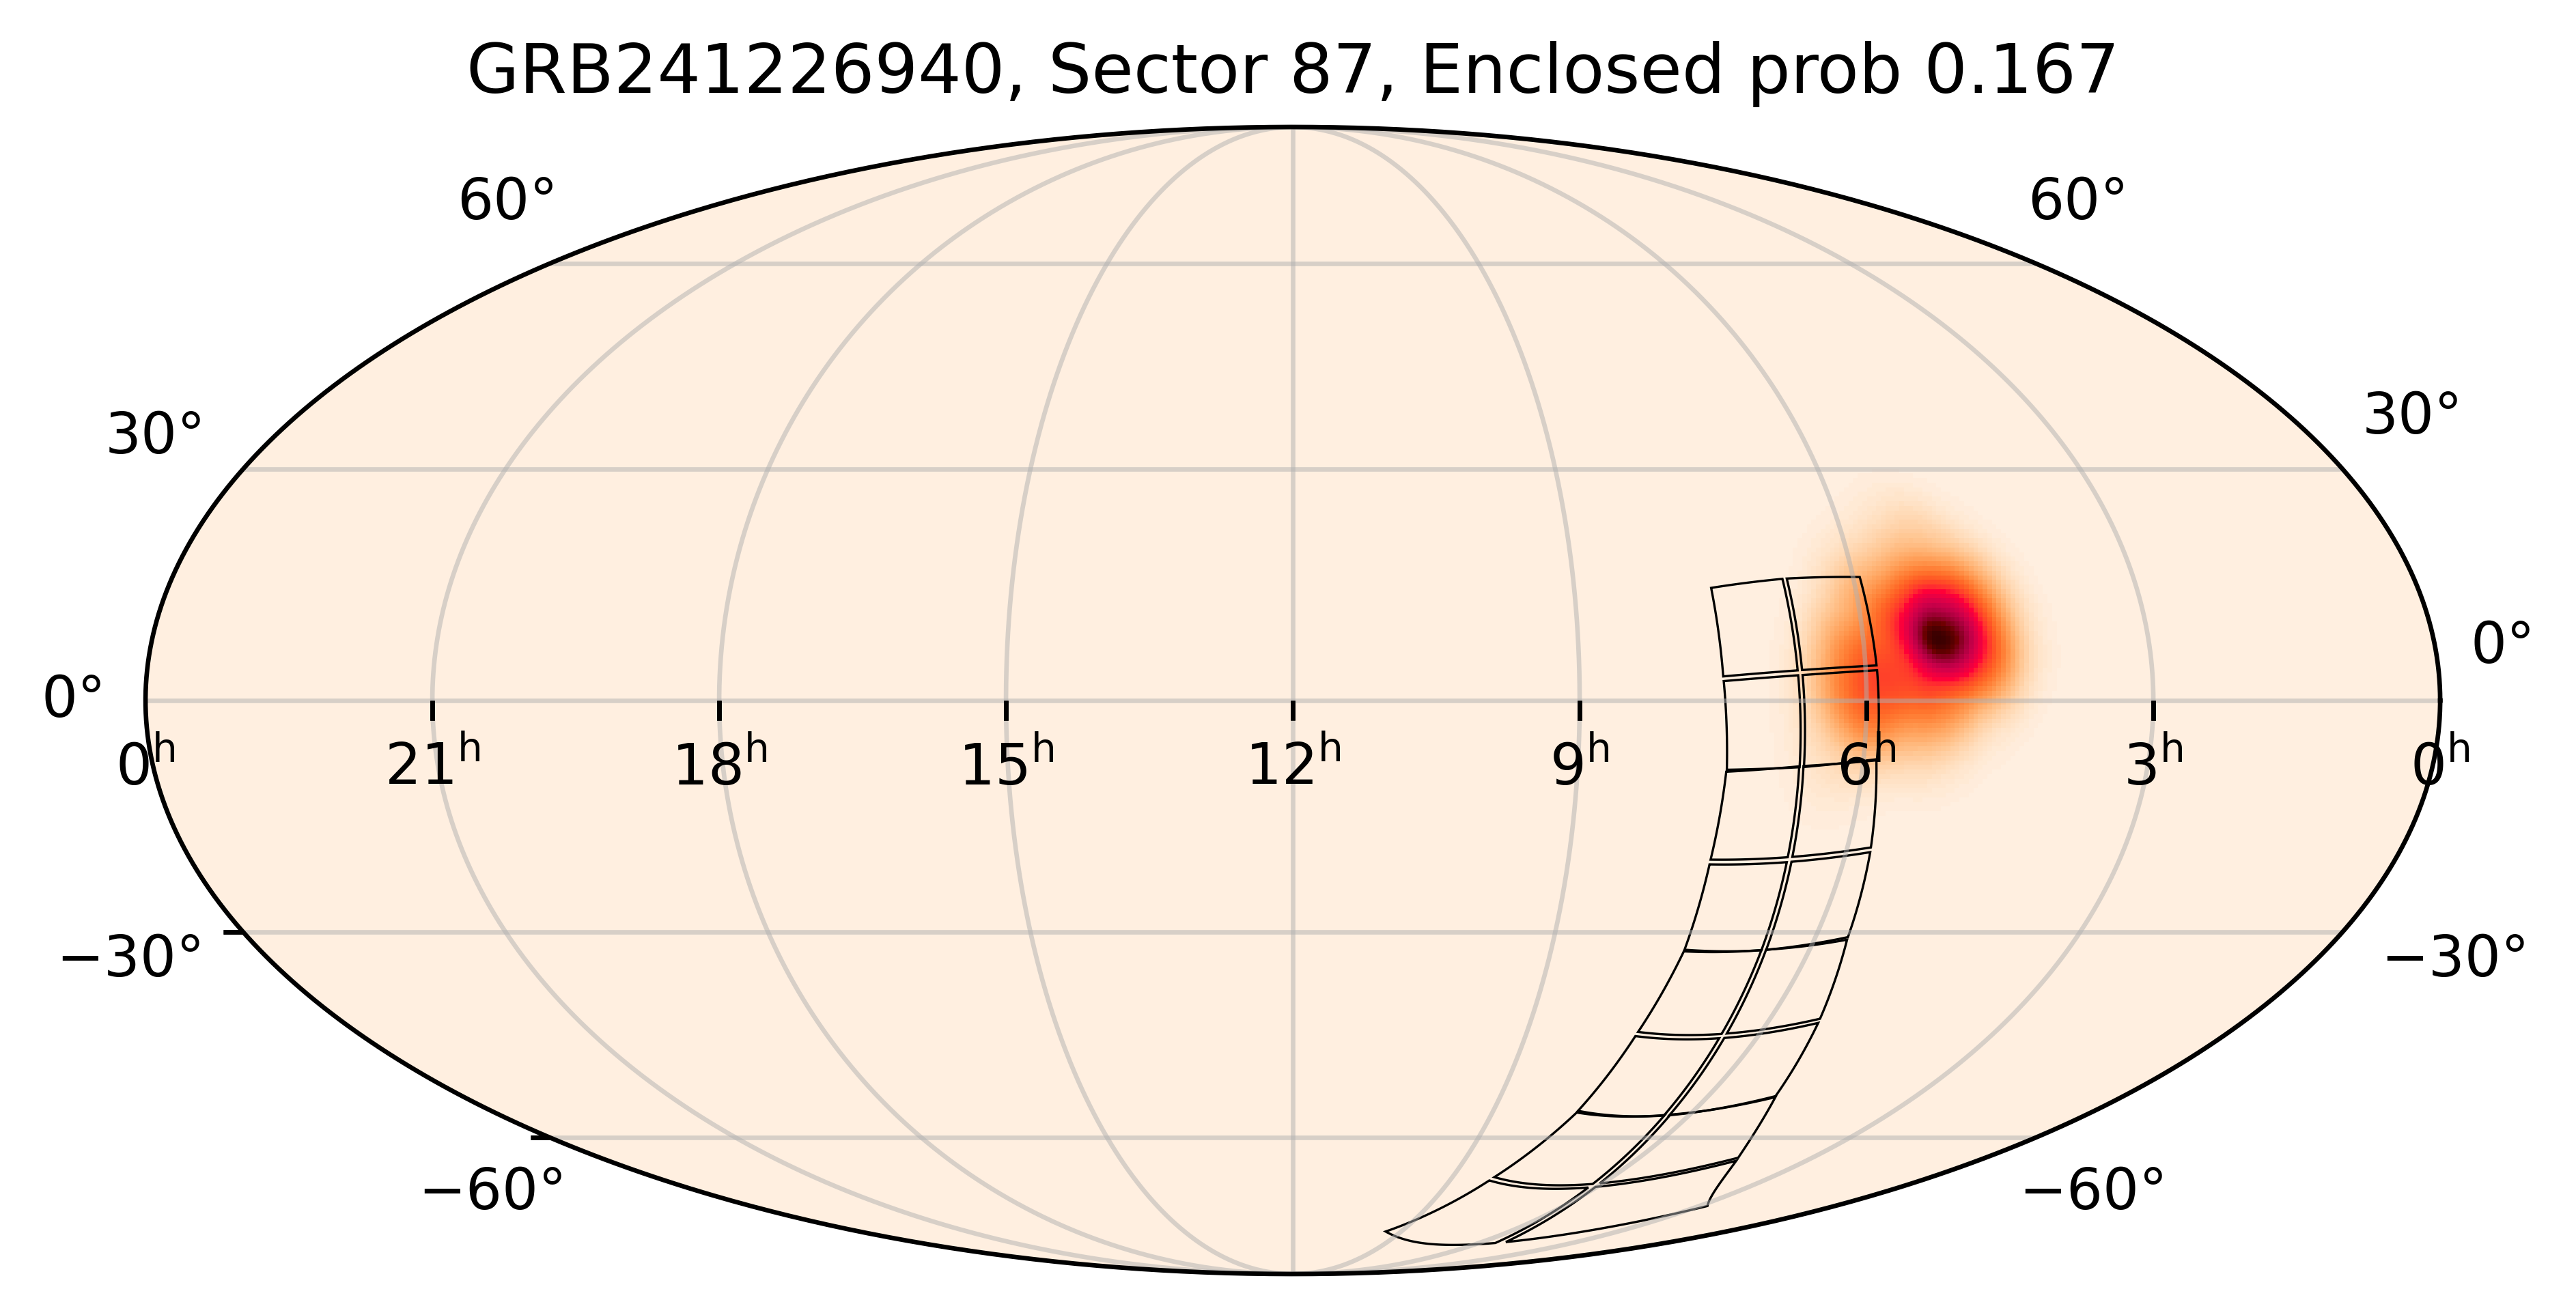 GRB241226940, Sector 87, Enclosed prob 0.167
60° 60°
30° 30°
0° 0°
0h 21h 18h 15h 12h 9h 6h 3h 0h
−30° −30°
−60° −60°